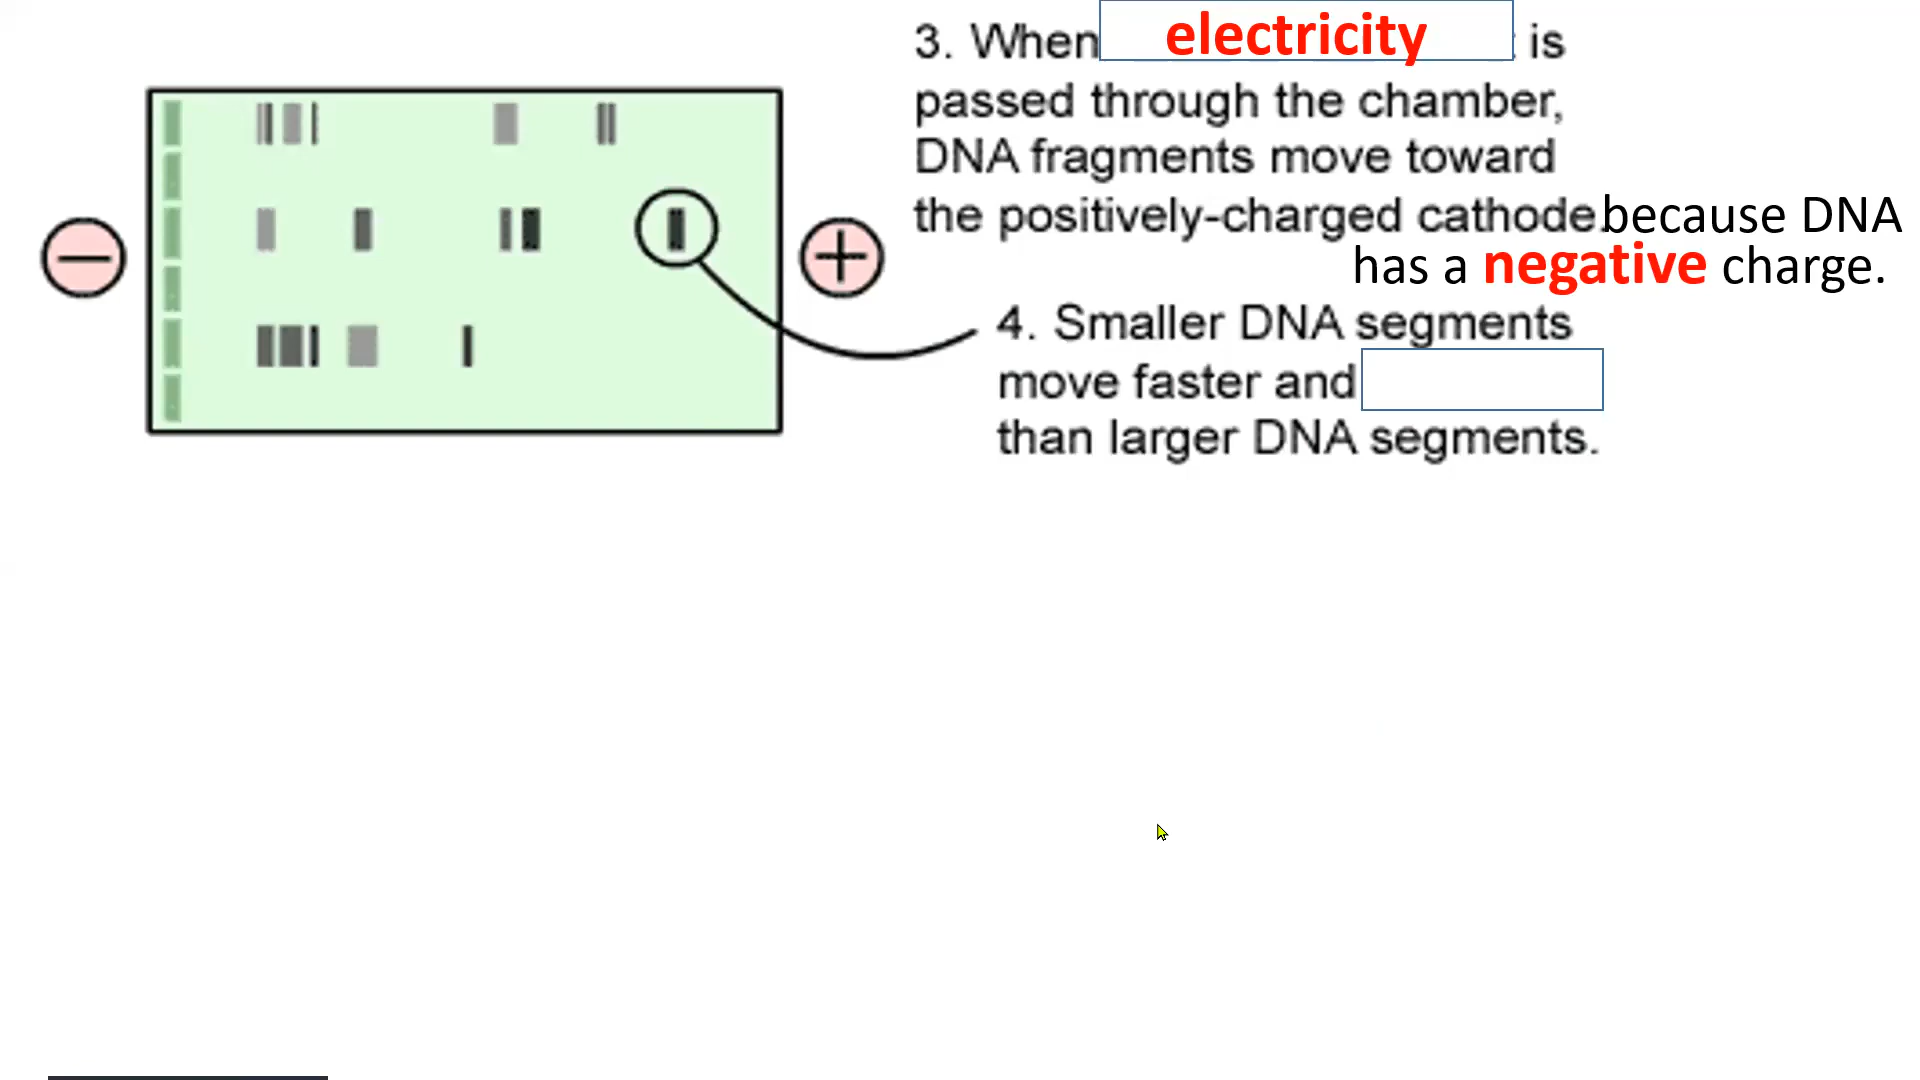 3. When electricity is
passed through the chamber,
DNA fragments move toward
the positively-charged cathode because DNA
has a negative charge.
4. Smaller DNA segments
move faster and
than larger DNA segments.